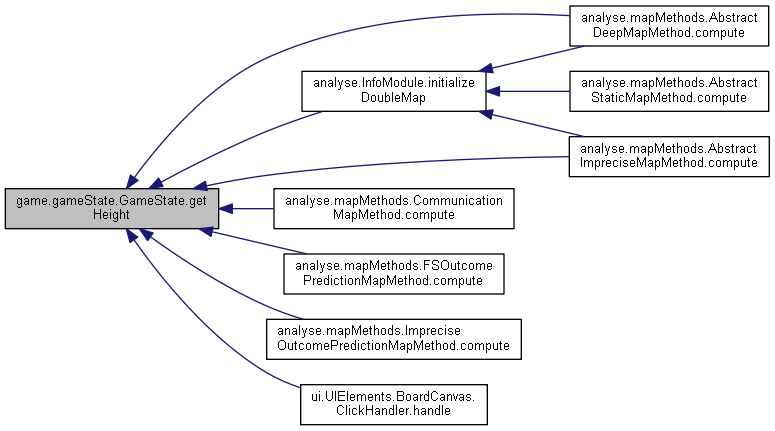 analyse.mapMethods.Abstract
DeepMapMethod.compute
analyse.InfoModule.initialize
DoubleMap
analyse.mapMethods.Abstract
StaticMapMethod.compute
analyse.mapMethods.Abstract
ImpreciseMapMethod.compute
game.gameState.GameState.get
Height
analyse.mapMethods.Communication
MapMethod.compute
analyse.mapMethods.FSOutcome
PredictionMapMethod.compute
analyse.mapMethods.Imprecise
OutcomePredictionMapMethod.compute
ui.UIElements.BoardCanvas.
ClickHandler.handle